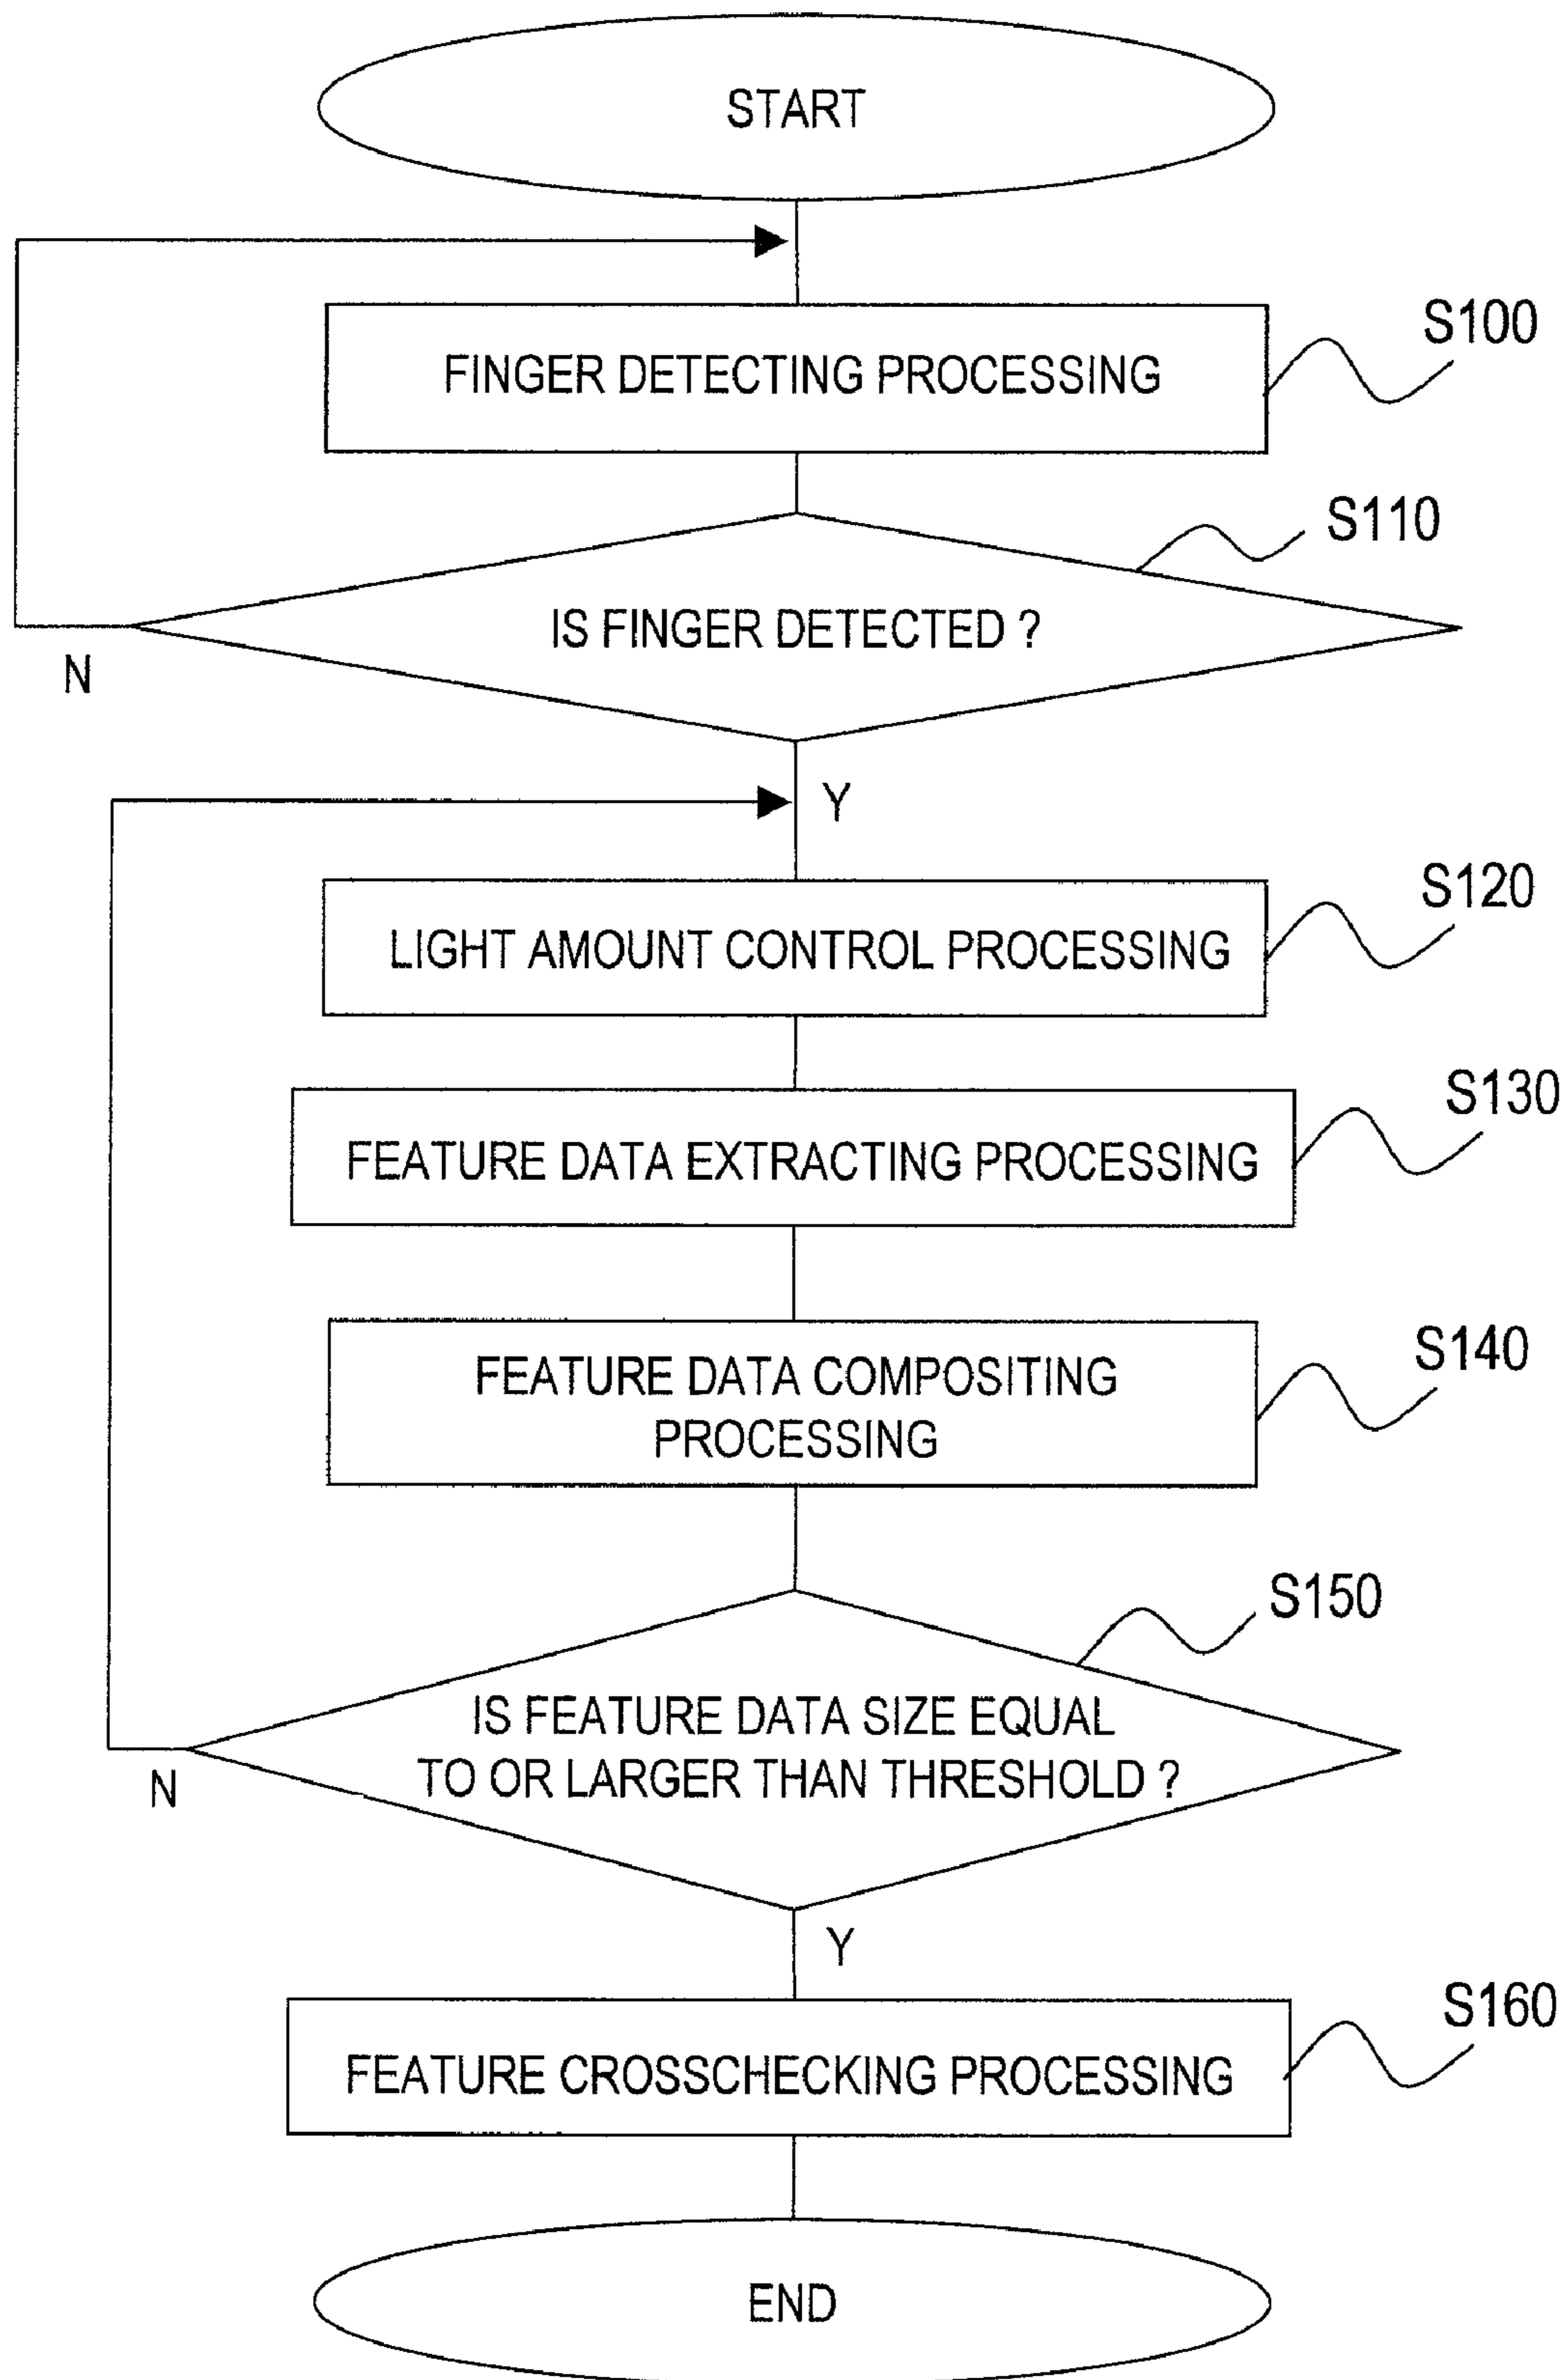 START
FINGER DETECTING PROCESSING
S100
S110
IS FINGER DETECTED ?
N
Y
S120
LIGHT AMOUNT CONTROL PROCESSING
S130
FEATURE DATA EXTRACTING PROCESSING
S140
FEATURE DATA COMPOSITING
PROCESSING
S150
IS FEATURE DATA SIZE EQUAL
TO OR LARGER THAN THRESHOLD ?
N
Y
S160
FEATURE CROSSCHECKING PROCESSING
END